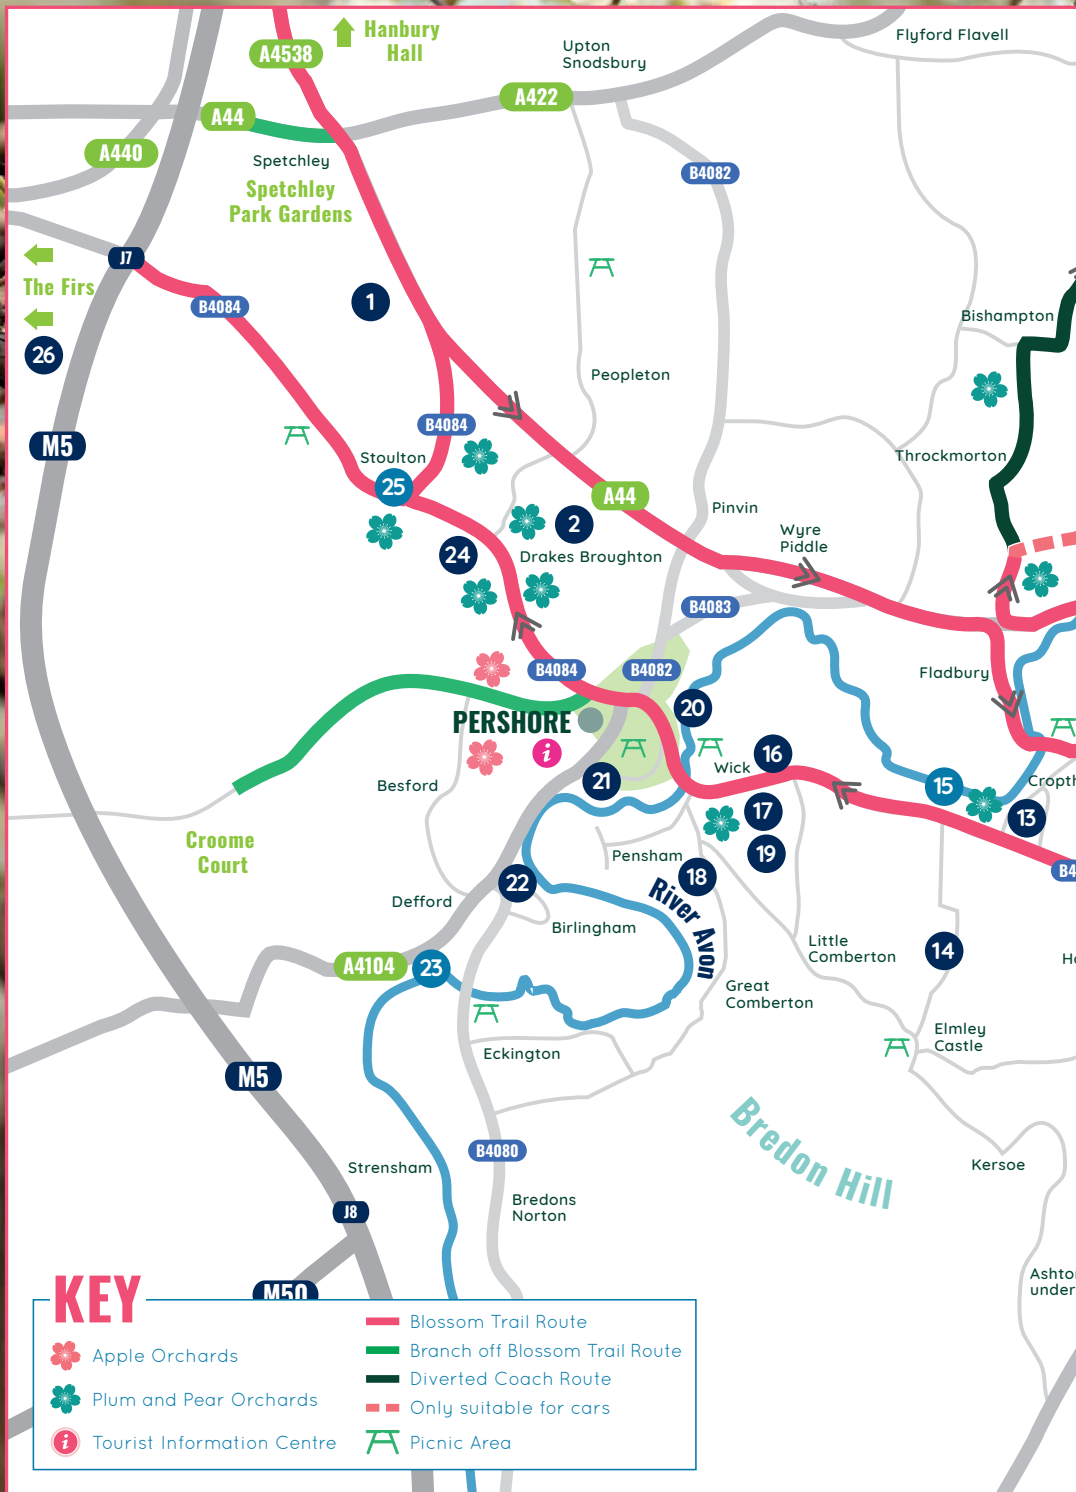 Hanbury
Hall
A4538
Upton
Snodsbury
Flyford Flavell
A422
A44
A440
Spetchley
Spetchley
Park Gardens
B4082
J7
The Firs
B4084
1
26
Bishampton
Peopleton
M5
B4084
Stoulton
25
Throckmorton
A44
Pinvin
2
Wyre
Piddle
24
Drakes Broughton
B4083
B4084
B4082
Fladbury
20
PERSHORE
i
Wick
16
21
Besford
15
Cropth
17
13
Croome
Court
Pensham
19
B4
18
22
River Avon
Defford
Birlingham
Little
Comberton
14
Ho
A4104
23
Great
Comberton
Elmley
Castle
Eckington
M5
Bredon Hill
B4080
Strensham
Kersoe
Bredons
Norton
J8
Ashto
under
M50
KEY
Apple Orchards
Plum and Pear Orchards
i Tourist Information Centre
Blossom Trail Route
Branch off Blossom Trail Route
Diverted Coach Route
Only suitable for cars
Picnic Area